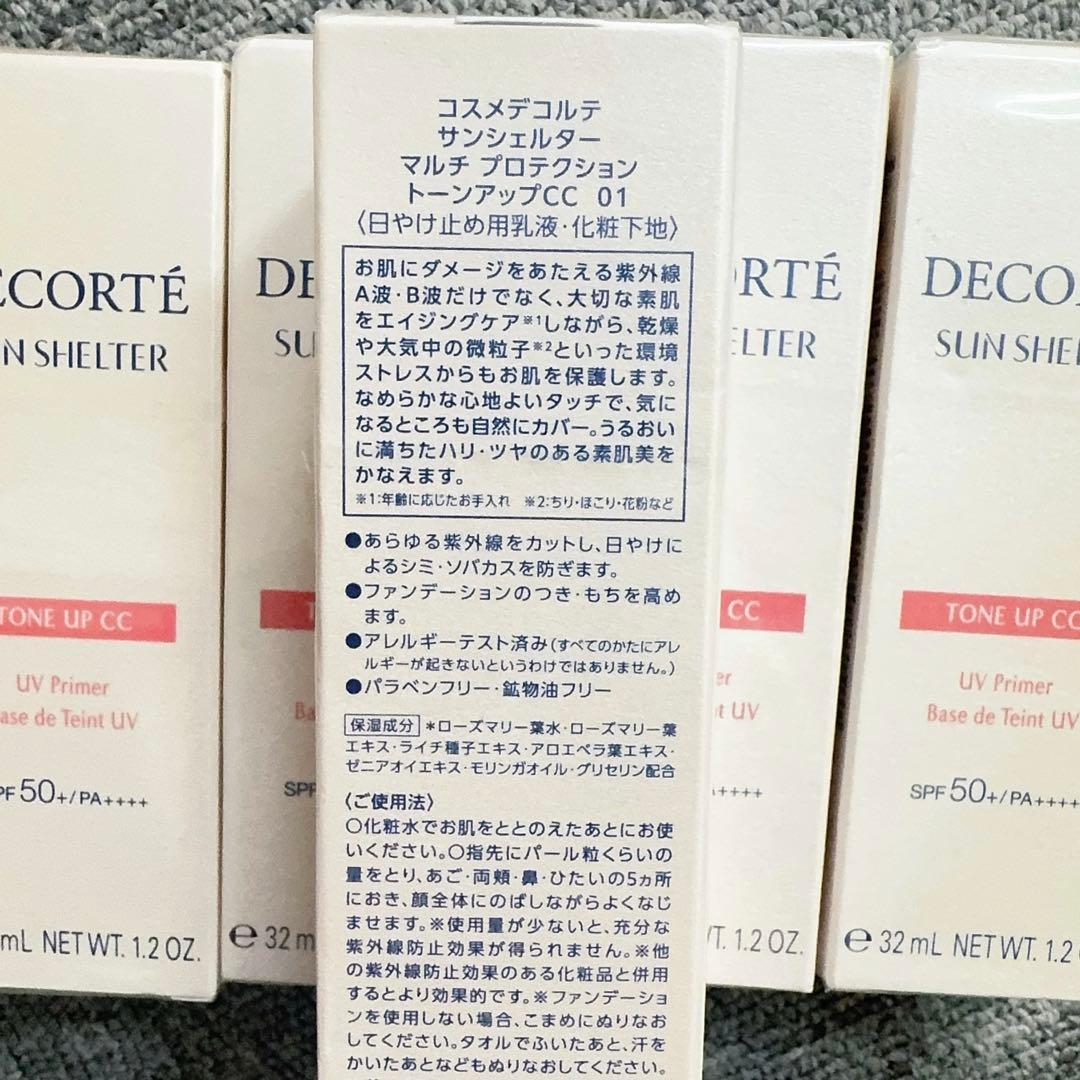 コスメデコルテ
サンシェルター
マルチ プロテクション
トーンアップCC 01
〈日やけ止め用乳液・化粧下地〉
お肌にダメージをあたえる紫外線
A波・B波だけでなく、大切な素肌
をエイジングケア※1しながら、乾燥
や大気中の微粒子※2といった環境
ストレスからもお肌を保護します。
なめらかな心地よいタッチで、気に
なるところも自然にカバー。うるおい
に満ちたハリ・ツヤのある素肌美を
かなえます。
※1:年齢に応じたお手入れ ※2:ちり・ほこり・花粉など
●あらゆる紫外線をカットし、日やけに
よるシミ・ソバカスを防ぎます。
●ファンデーションのつき・もちを高め
ます。
●アレルギーテスト済み(すべてのかたにアレ
ルギーが起きないというわけではありません。)
●パラベンフリー・鉱物油フリー
保湿成分 *ローズマリー葉水・ローズマリー葉
エキス・ライチ種子エキス・アロエベラ葉エキス・
ゼニアオイエキス・モリンガオイル・グリセリン配合
〈ご使用法〉
○化粧水でお肌をととのえたあとにお使
いください。○指先にパール粒くらいの
量をとり、あご・両頬・鼻・ひたいの5ヵ所
におき、顔全体にのばしながらよくなじ
ませます。※使用量が少ないと、充分な
紫外線防止効果が得られません。※他
の紫外線防止効果のある化粧品と併用
するとより効果的です。※ファンデーショ
ンを使用しない場合、こまめにぬりなお
してください。タオルでふいたあと、汗を
かいたあとなどもぬりなおしてください。
ECORTÉ
N SHELTER
TONE UP CC
UV Primer
ase de Teint UV
PF 50+/PA++++
mL NET WT. 1.2 OZ.
DE
SU
T
Ba
SPF
e 32 m
ORTÉ
ELTER
CC
er
t UV
A++++
T. 1.2 OZ.
DECO
SUN SHEL
TONE UP CC
UV Primer
Base de Teint UV
SPF 50+/PA++++
e 32 mL NET WT. 1.2